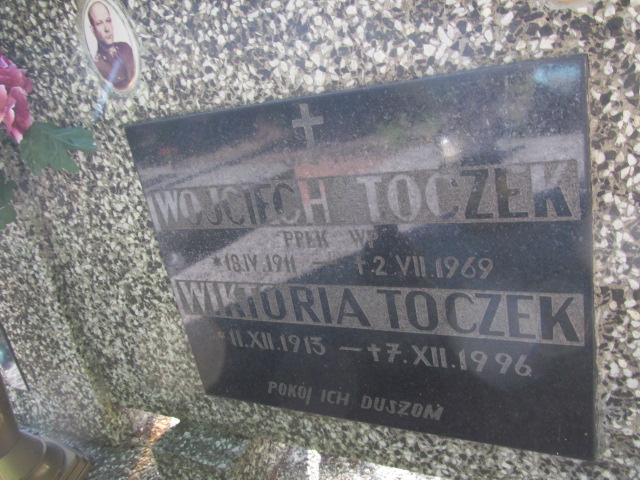 WOJCIECH TOCZEK
PPŁK WP
*18.IV.1911 — +2.VII.1969
WIKTORIA TOCZEK
*11.XII.1913 — +7.XII.1996
POKÓJ ICH DUSZOM